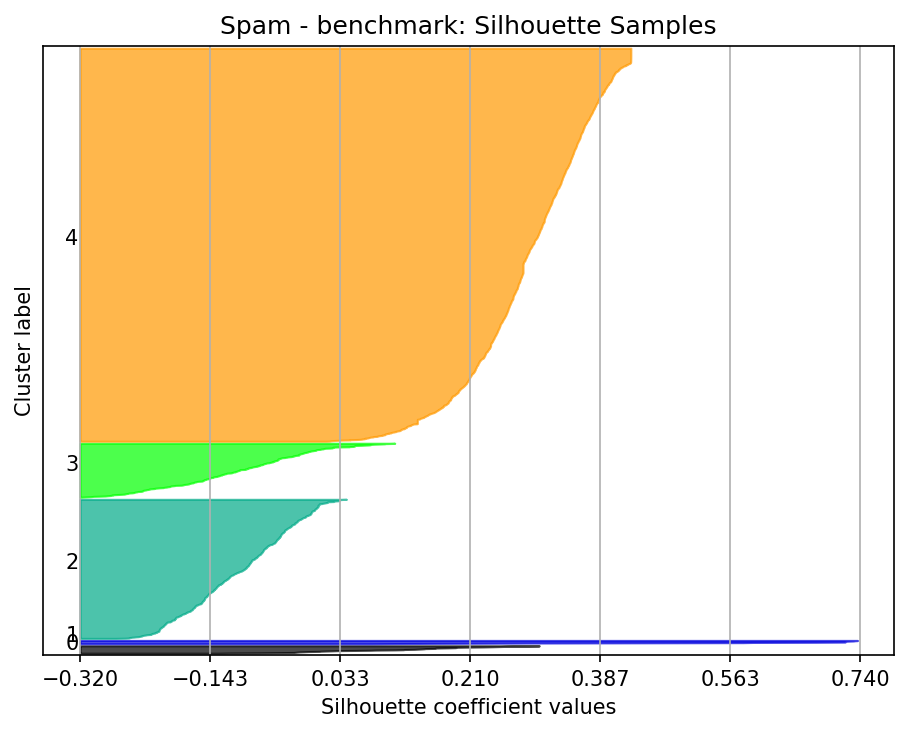 Spam - benchmark: Silhouette Samples
Cluster label
4
3
2
1
0
−0.320 −0.143 0.033 0.210 0.387 0.563 0.740
Silhouette coefficient values